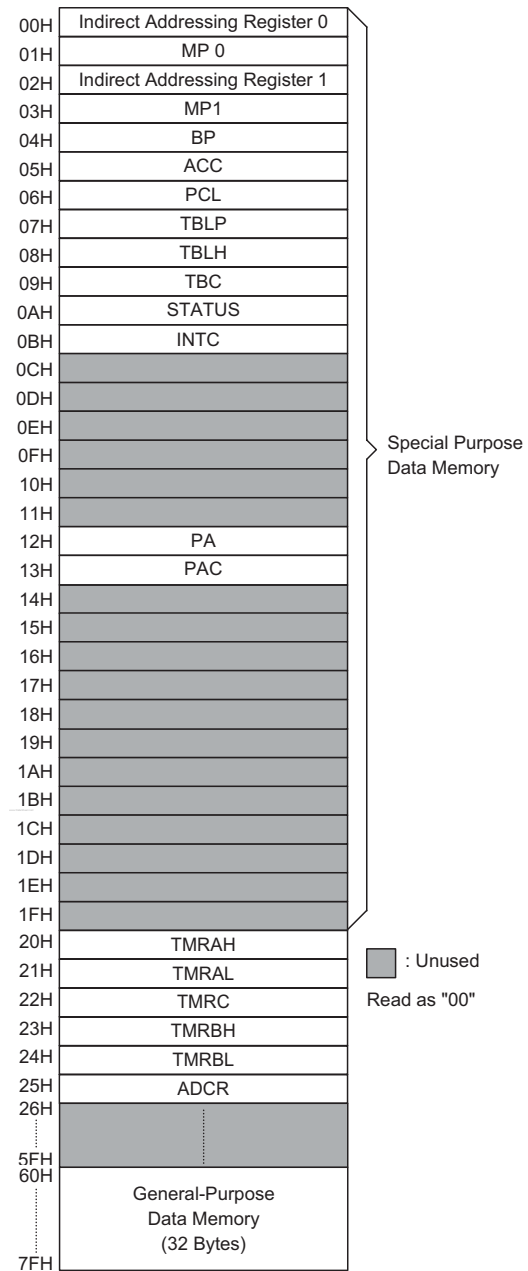 00H Indirect Addressing Register 0
01H MP 0
02H Indirect Addressing Register 1
03H MP1
04H BP
05H ACC
06H PCL
07H TBLP
08H TBLH
09H TBC
0AH STATUS
0BH INTC
0CH
0DH
0EH
0FH
10H
11H
12H PA
13H PAC
14H
15H
16H
17H
18H
19H
1AH
1BH
1CH
1DH
1EH
1FH
Special Purpose
Data Memory
20H TMRAH
21H TMRAL
22H TMRC
23H TMRBH
24H TMRBL
25H ADCR
26H
5FH
60H
General-Purpose
Data Memory
(32 Bytes)
7FH
: Unused
Read as "00"